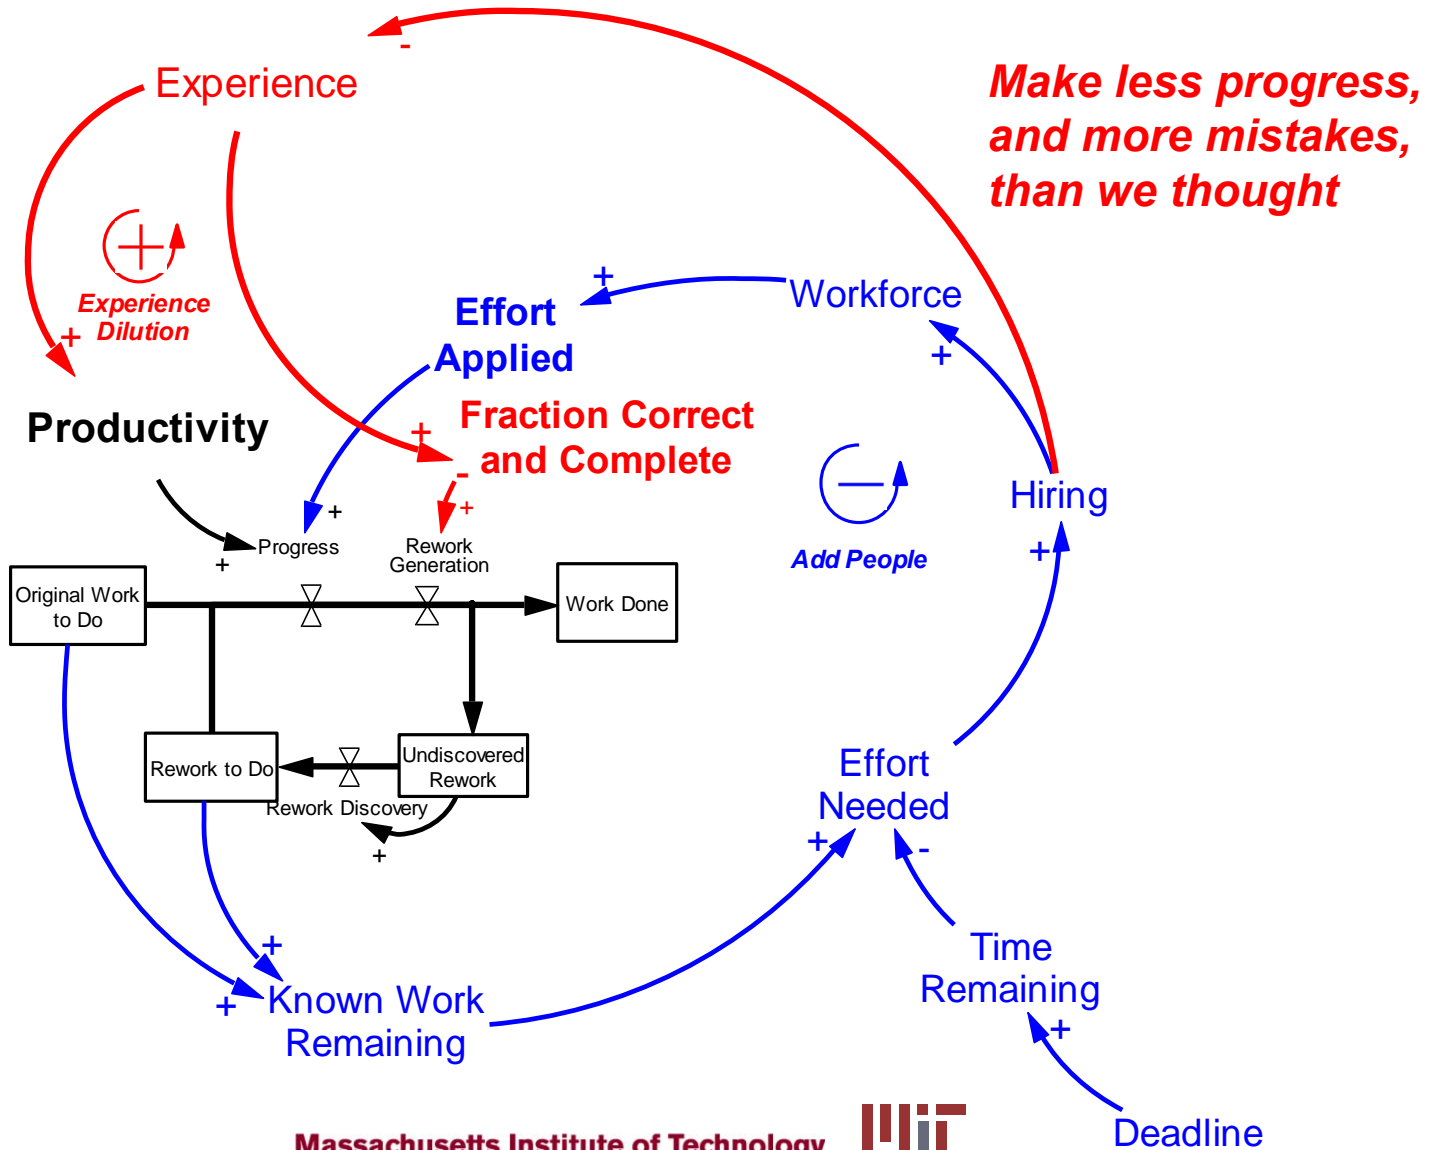 -
Experience
Make less progress,
and more mistakes,
than we thought
+
Experience
Dilution
+
+
Workforce
Effort
Applied
+
Productivity
+
Fraction Correct
and Complete
-
−
Hiring
Add People
+
+
+
Progress
+
Rework
Generation
Original Work
to Do
Work Done
Rework to Do
Undiscovered
Rework
Rework Discovery
+
Effort
Needed
+
-
+
+
Known Work
Remaining
Time
Remaining
+
Deadline
Massachusetts Institute of Technology
MIT